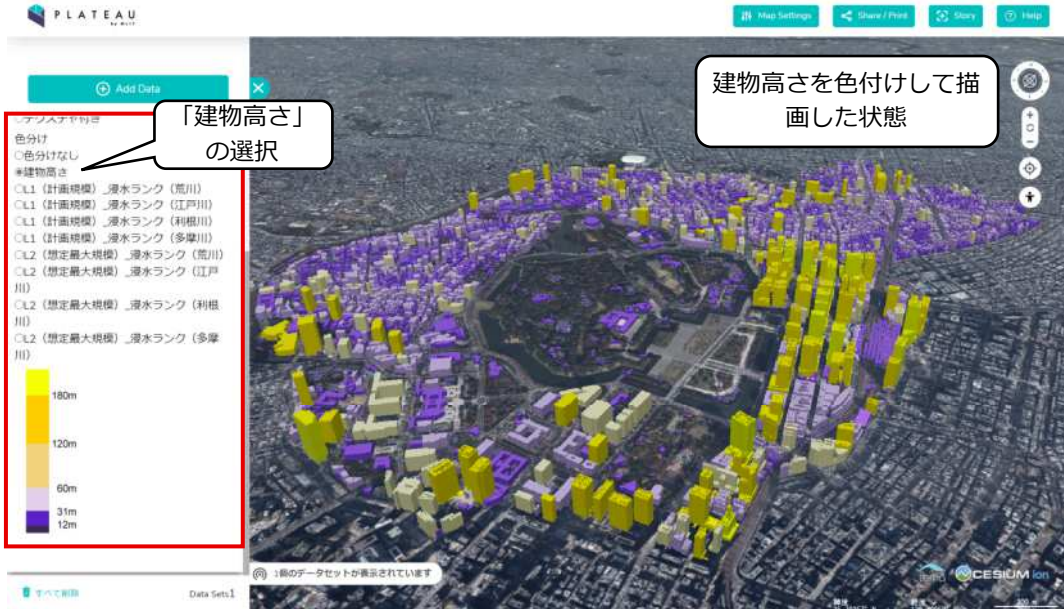 PLATEAU
by MLIT
Map Settings
Share / Print
Story
Help
Add Data
テクスチャ付き
色分け
色分けなし
建物高さ
L1（計画規模）_浸水ランク（荒川）
L1（計画規模）_浸水ランク（江戸川）
L1（計画規模）_浸水ランク（利根川）
L1（計画規模）_浸水ランク（多摩川）
L2（想定最大規模）_浸水ランク（荒川）
L2（想定最大規模）_浸水ランク（江戸
川）
L2（想定最大規模）_浸水ランク（利根
川）
L2（想定最大規模）_浸水ランク（多摩
川）
180m
120m
60m
31m
12m
すべて削除
Data Sets1
「建物高さ」
の選択
建物高さを色付けして描
画した状態
1個のデータセットが表示されています
CESIUM ion
300 m